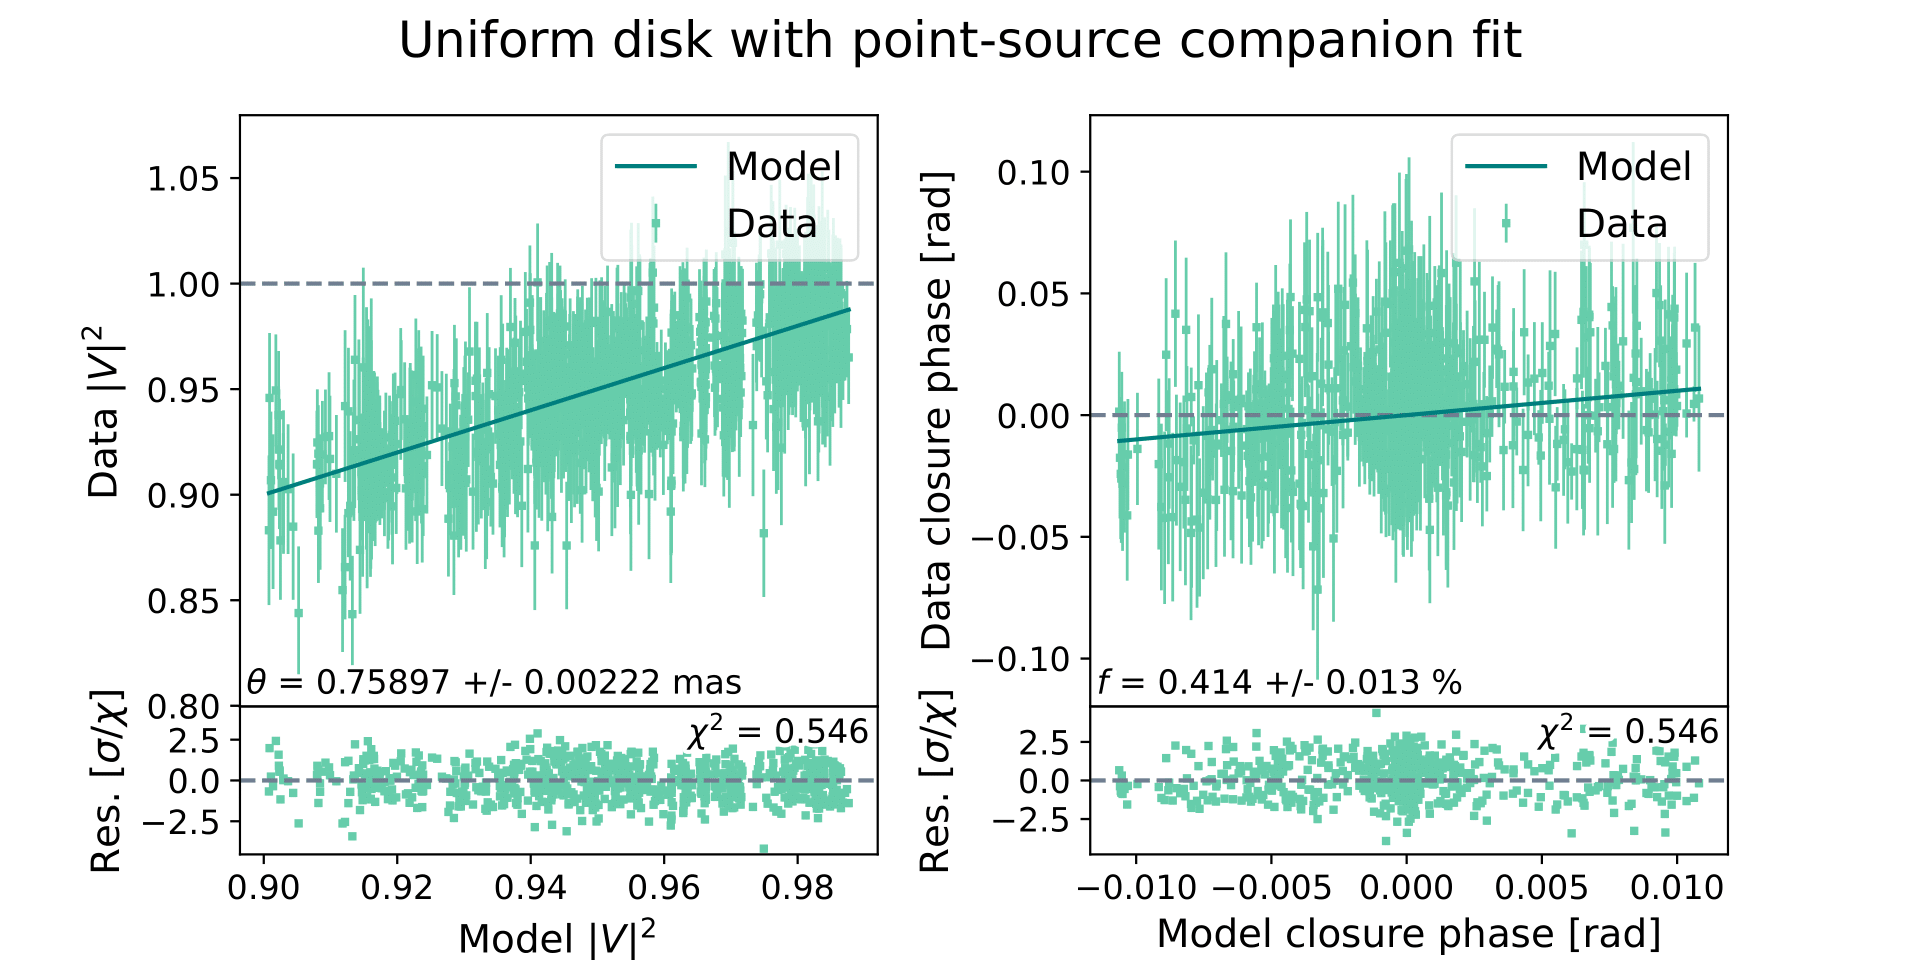 Uniform disk with point-source companion fit
Data |V|²
1.05
1.00
0.95
0.90
0.85
0.80
Model
Data
θ = 0.75897 +/- 0.00222 mas
Res. [σ/χ]
2.5
0.0
−2.5
χ² = 0.546
0.90 0.92 0.94 0.96 0.98
Model |V|²
Data closure phase [rad]
0.10
0.05
0.00
−0.05
−0.10
Model
Data
f = 0.414 +/- 0.013 %
Res. [σ/χ]
2.5
0.0
−2.5
χ² = 0.546
−0.010 −0.005 0.000 0.005 0.010
Model closure phase [rad]